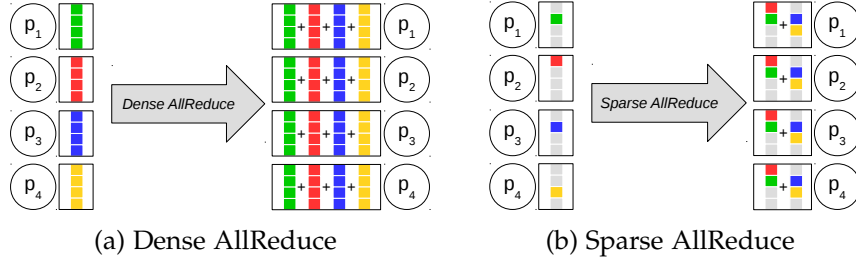 p1 + + + p1 p1 + p1
p2 Dense AllReduce + + + p2 p2 Sparse AllReduce + p2
p3 + + + p3 p3 + p3
p4 + + + p4 p4 + p4
(a) Dense AllReduce (b) Sparse AllReduce